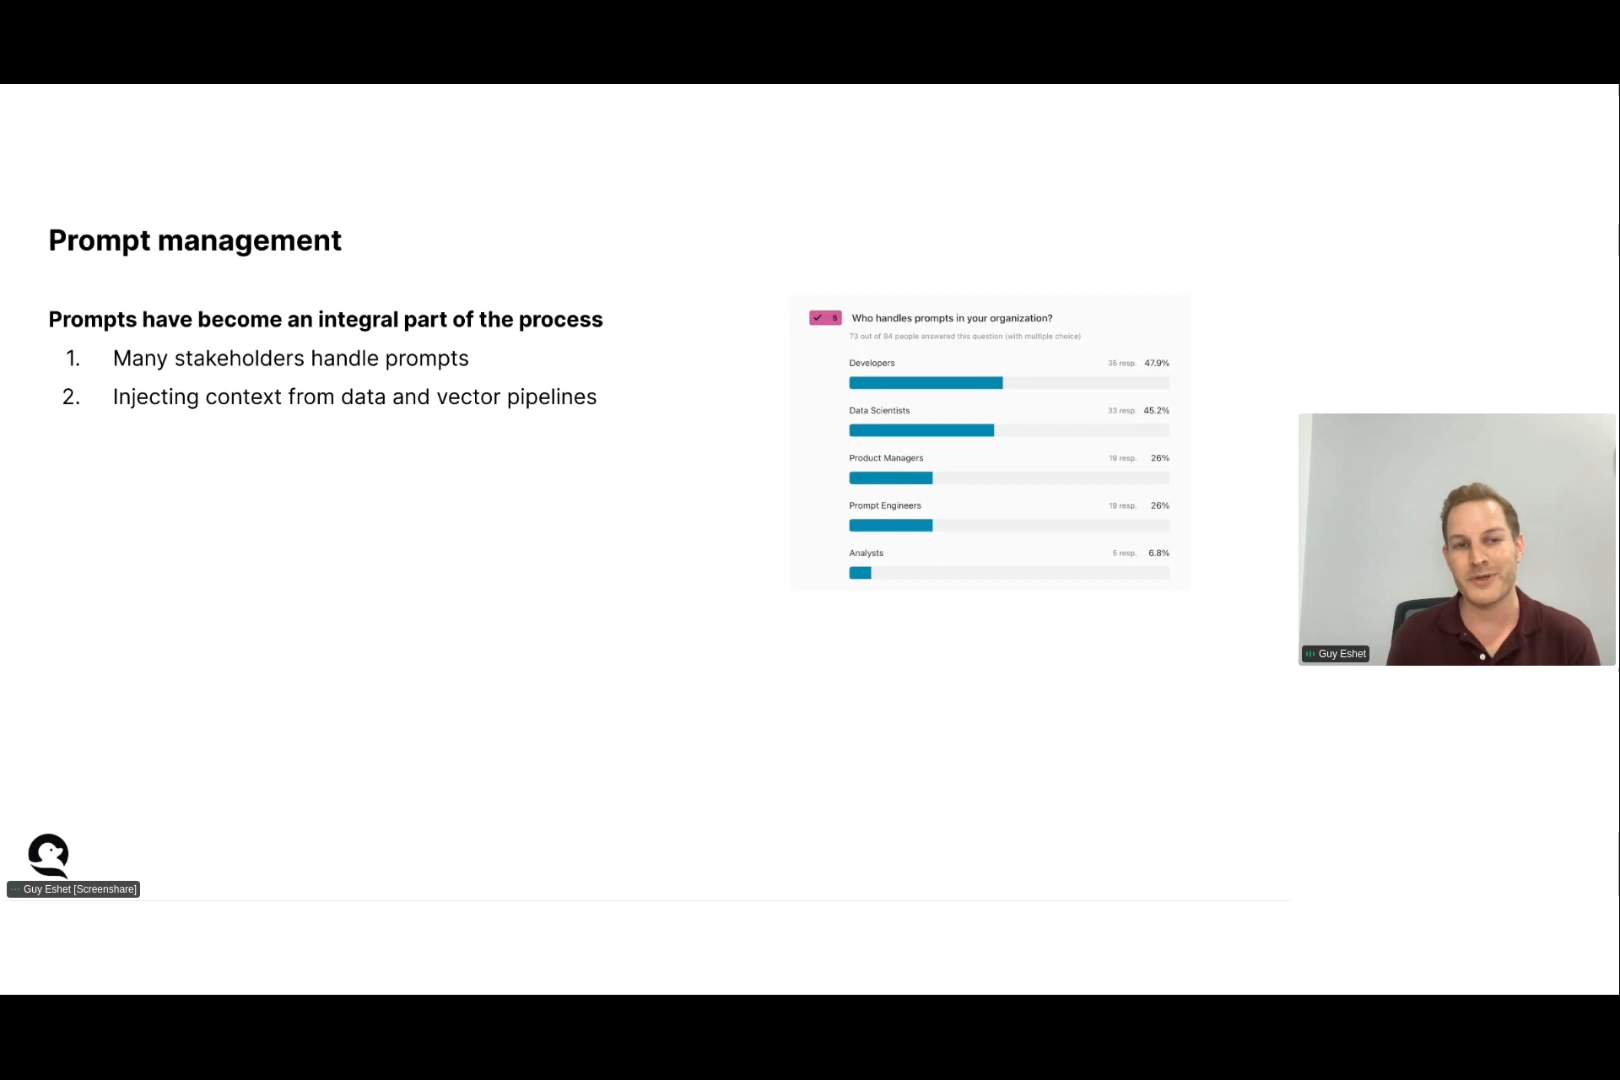 Prompt management
Prompts have become an integral part of the process
1. Many stakeholders handle prompts
2. Injecting context from data and vector pipelines
5 Who handles prompts in your organization?
73 out of 84 people answered this question (with multiple choice)
Developers 35 resp. 47.9%
Data Scientists 33 resp. 45.2%
Product Managers 19 resp. 26%
Prompt Engineers 19 resp. 26%
Analysts 5 resp. 6.8%
Guy Eshet
Guy Eshet [Screenshare]